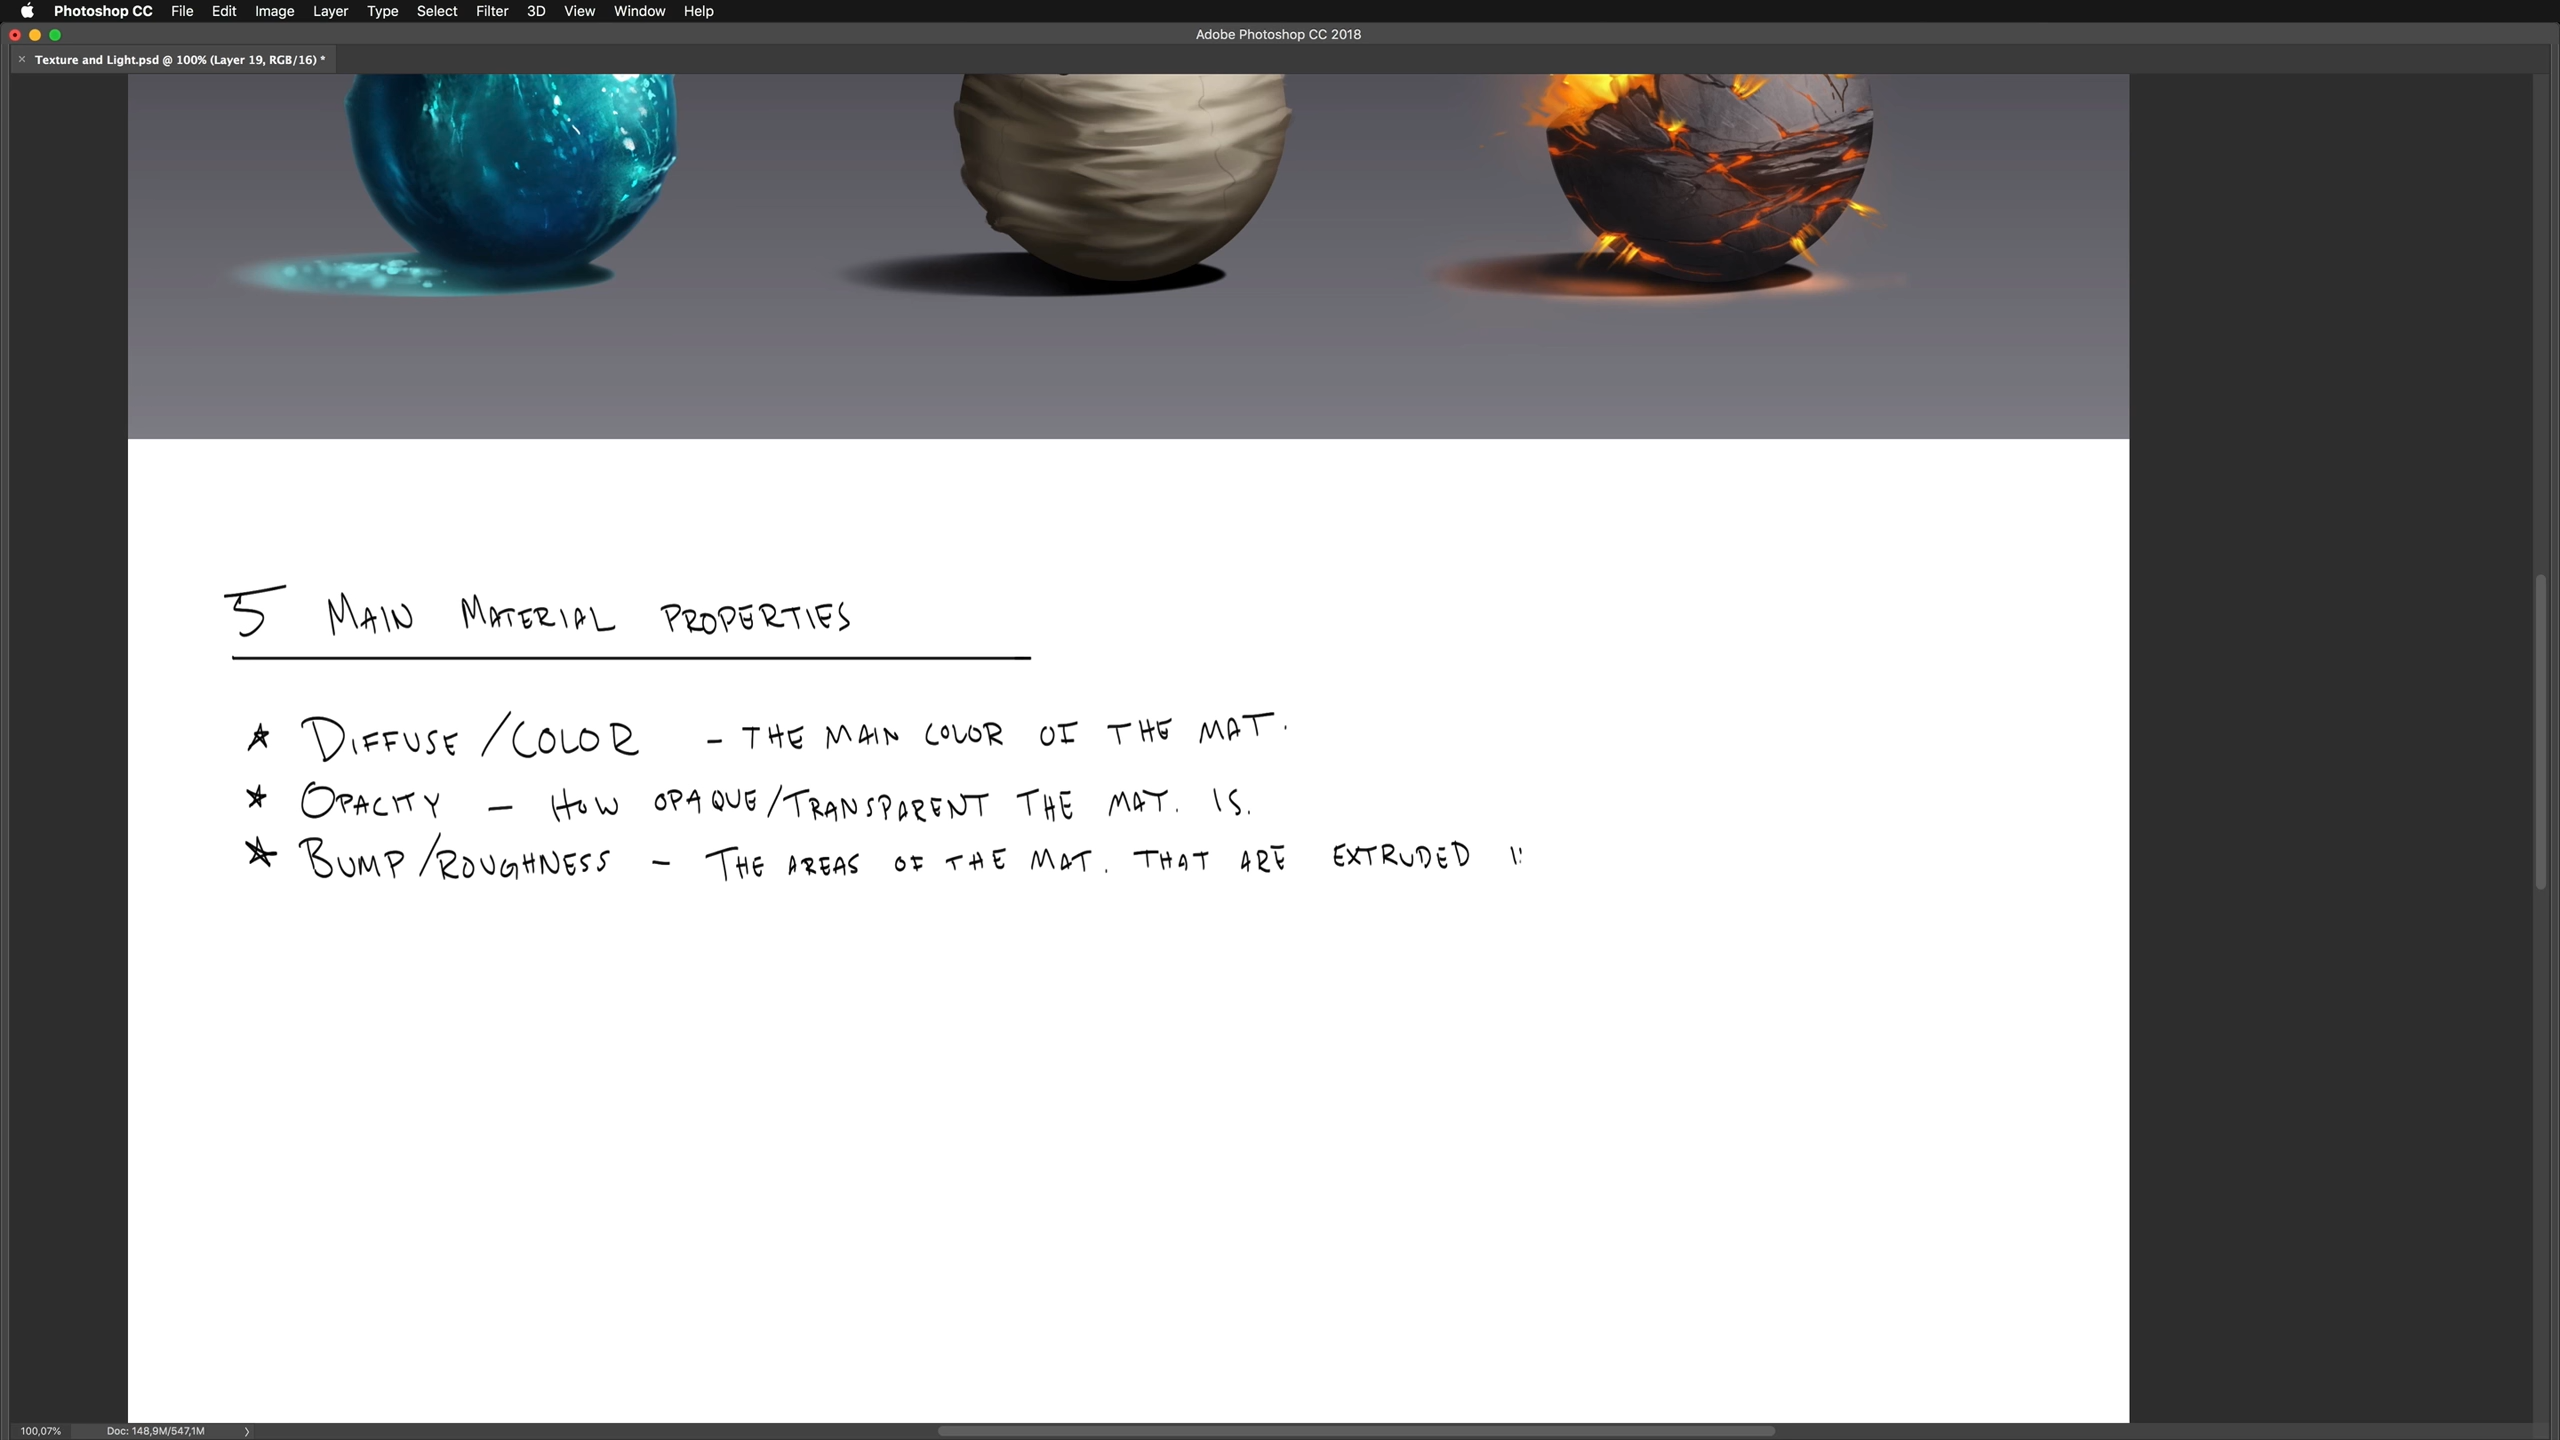 Photoshop CC File Edit Image Layer Type Select Filter 3D View Window Help
Adobe Photoshop CC 2018
Texture and Light.psd @ 100% (Layer 19, RGB/16) *
5 MAIN MATERIAL PROPERTIES
DIFFUSE/COLOR - THE MAIN COLOR OF THE MAT.
OPACITY - HOW OPAQUE/TRANSPARENT THE MAT. IS.
BUMP/ROUGHNESS - THE AREAS OF THE MAT. THAT ARE EXTRUDED
100,07% Doc: 148,9M/547,1M